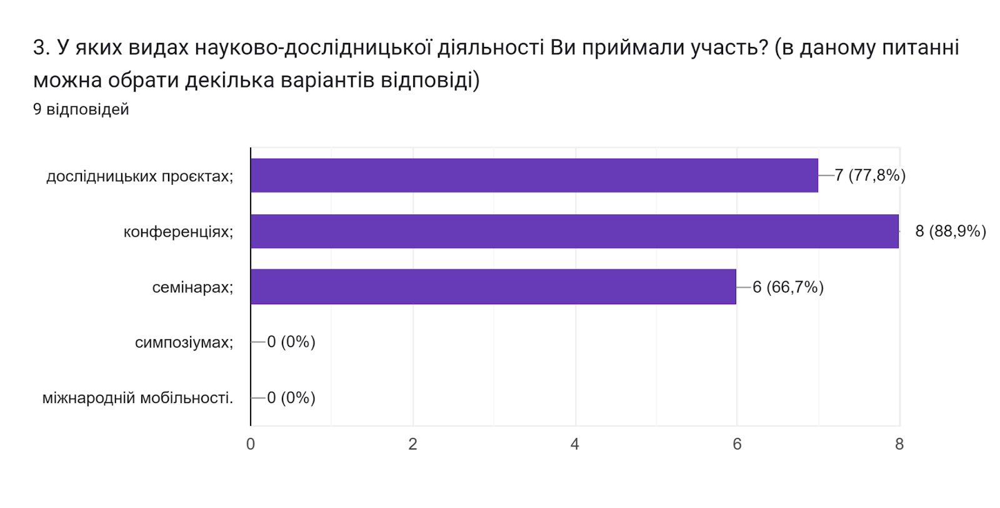 3. У яких видах науково-дослідницької діяльності Ви приймали участь? (в даному питанні
можна обрати декілька варіантів відповіді)
9 відповідей
дослідницьких проєктах;
7 (77,8%)
конференціях;
8 (88,9%)
семінарах;
6 (66,7%)
симпозіумах;
0 (0%)
міжнародній мобільності.
0 (0%)
0 2 4 6 8